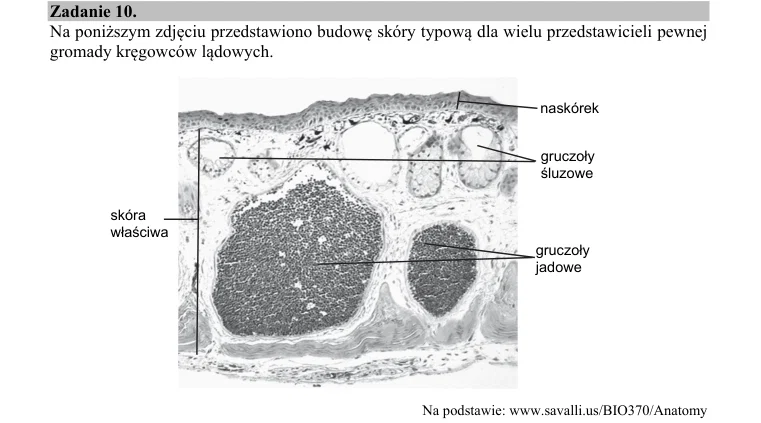 Zadanie 10.
Na poniższym zdjęciu przedstawiono budowę skóry typową dla wielu przedstawicieli pewnej
gromady kręgowców lądowych.
naskórek
gruczoły
śluzowe
skóra
właściwa
gruczoły
jadowe
Na podstawie: www.savalli.us/BIO370/Anatomy